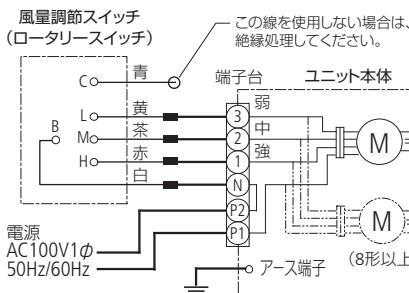 風量調節スイッチ
(ロータリースイッチ)
この線を使用しない場合は、
絶縁処理してください。
C
青
端子台
ユニット本体
L
黄
3
弱
B
M
茶
2
中
M
H
赤
1
強
白
N
P2
M
電源
AC100V1φ
50Hz/60Hz
P1
(8形以上
アース端子